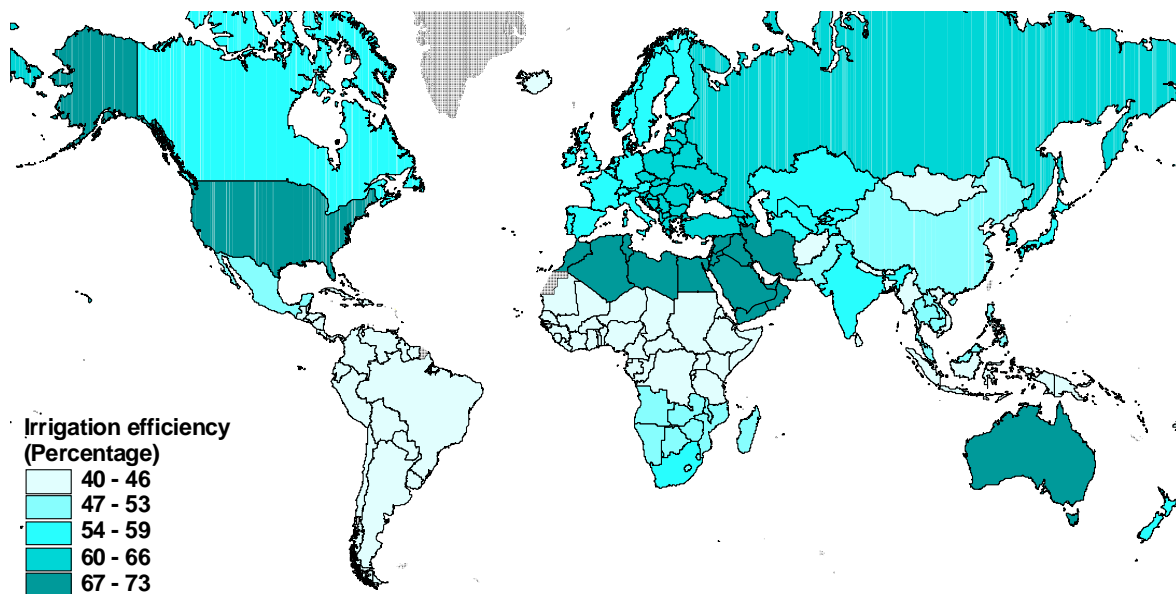 Irrigation efficiency
(Percentage)
40 - 46
47 - 53
54 - 59
60 - 66
67 - 73